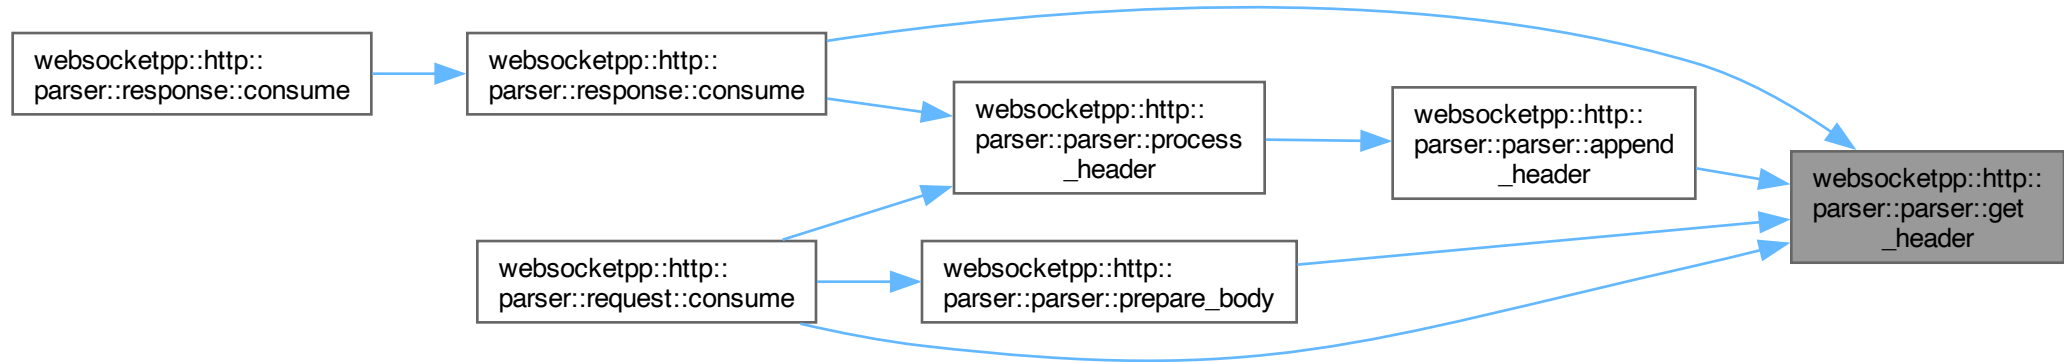 websocketpp::http::
parser::response::consume
websocketpp::http::
parser::response::consume
websocketpp::http::
parser::parser::process
_header
websocketpp::http::
parser::parser::append
_header
websocketpp::http::
parser::parser::get
_header
websocketpp::http::
parser::request::consume
websocketpp::http::
parser::parser::prepare_body